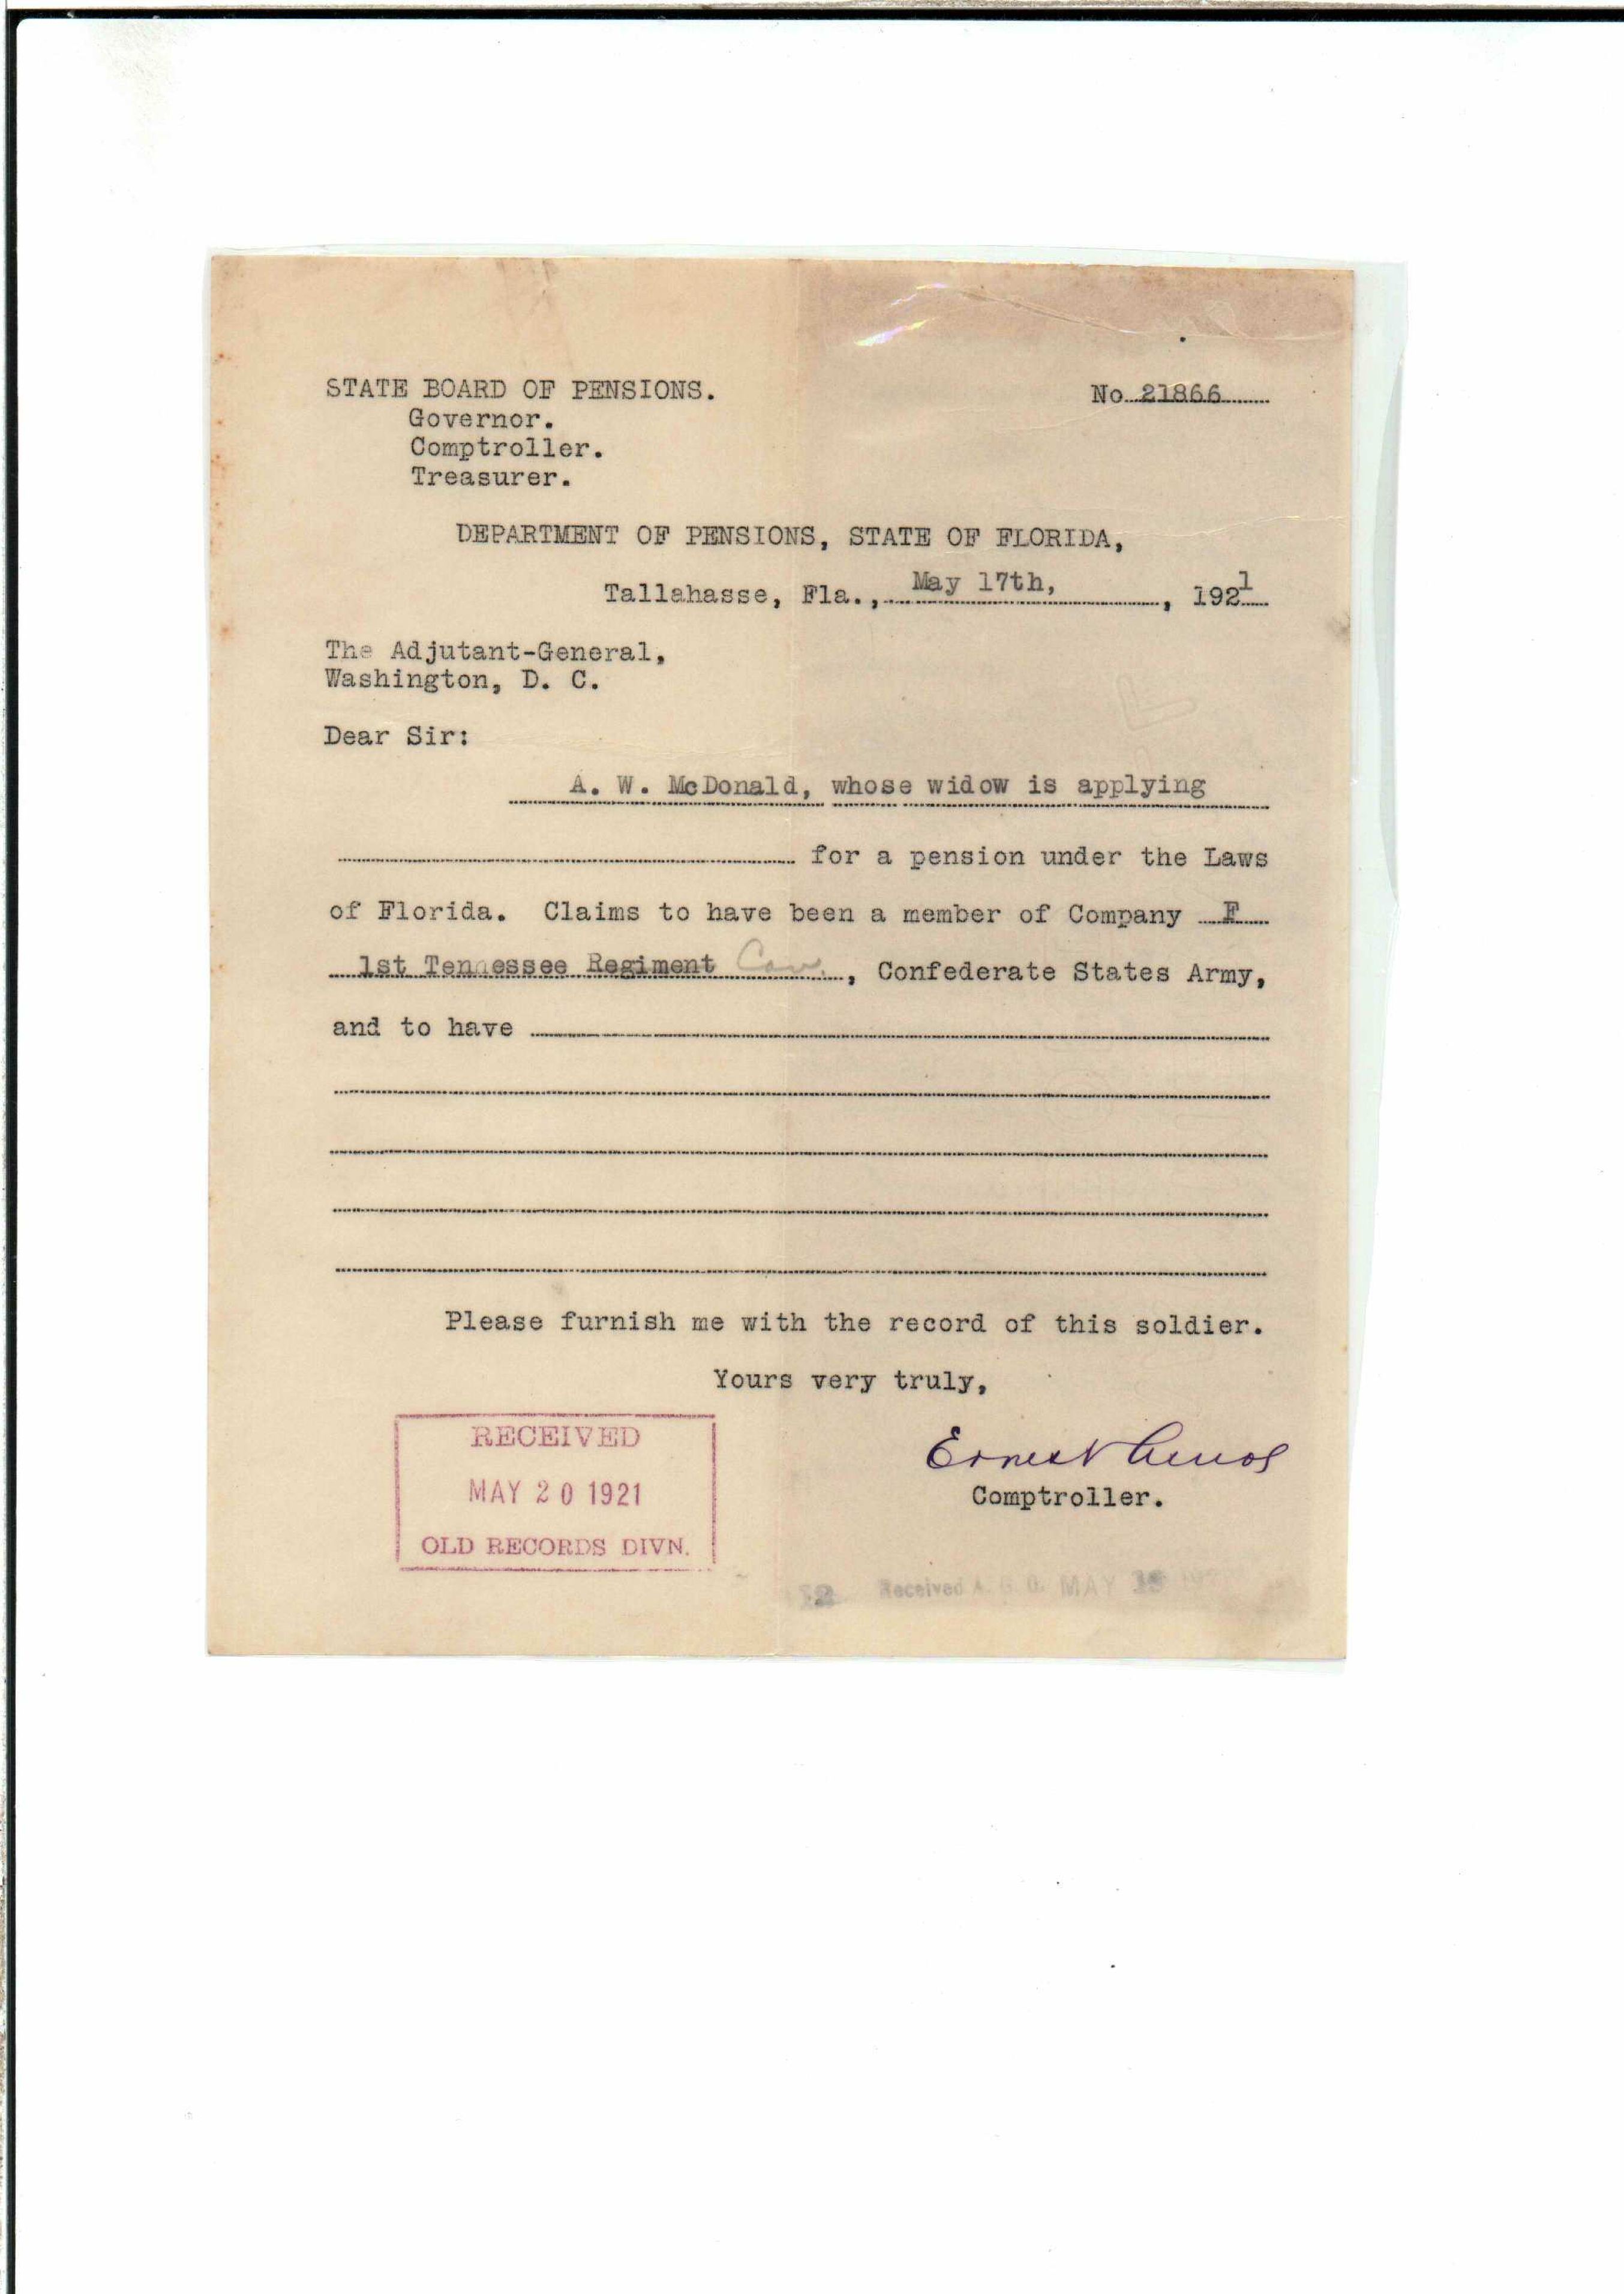 STATE BOARD OF PENSIONS.
No 21866
Governor.
Comptroller.
Treasurer.
DEPARTMENT OF PENSIONS, STATE OF FLORIDA,
Tallahasse, Fla., May 17th, , 1921
The Adjutant-General,
Washington, D. C.
Dear Sir:
A. W. McDonald, whose widow is applying
for a pension under the Laws
of Florida. Claims to have been a member of Company F
1st Tennessee Regiment Cav. , Confederate States Army,
and to have
Please furnish me with the record of this soldier.
Yours very truly,
Ernest Amos
Comptroller.
RECEIVED
MAY 20 1921
OLD RECORDS DIVN.
Received A. G. O. MAY